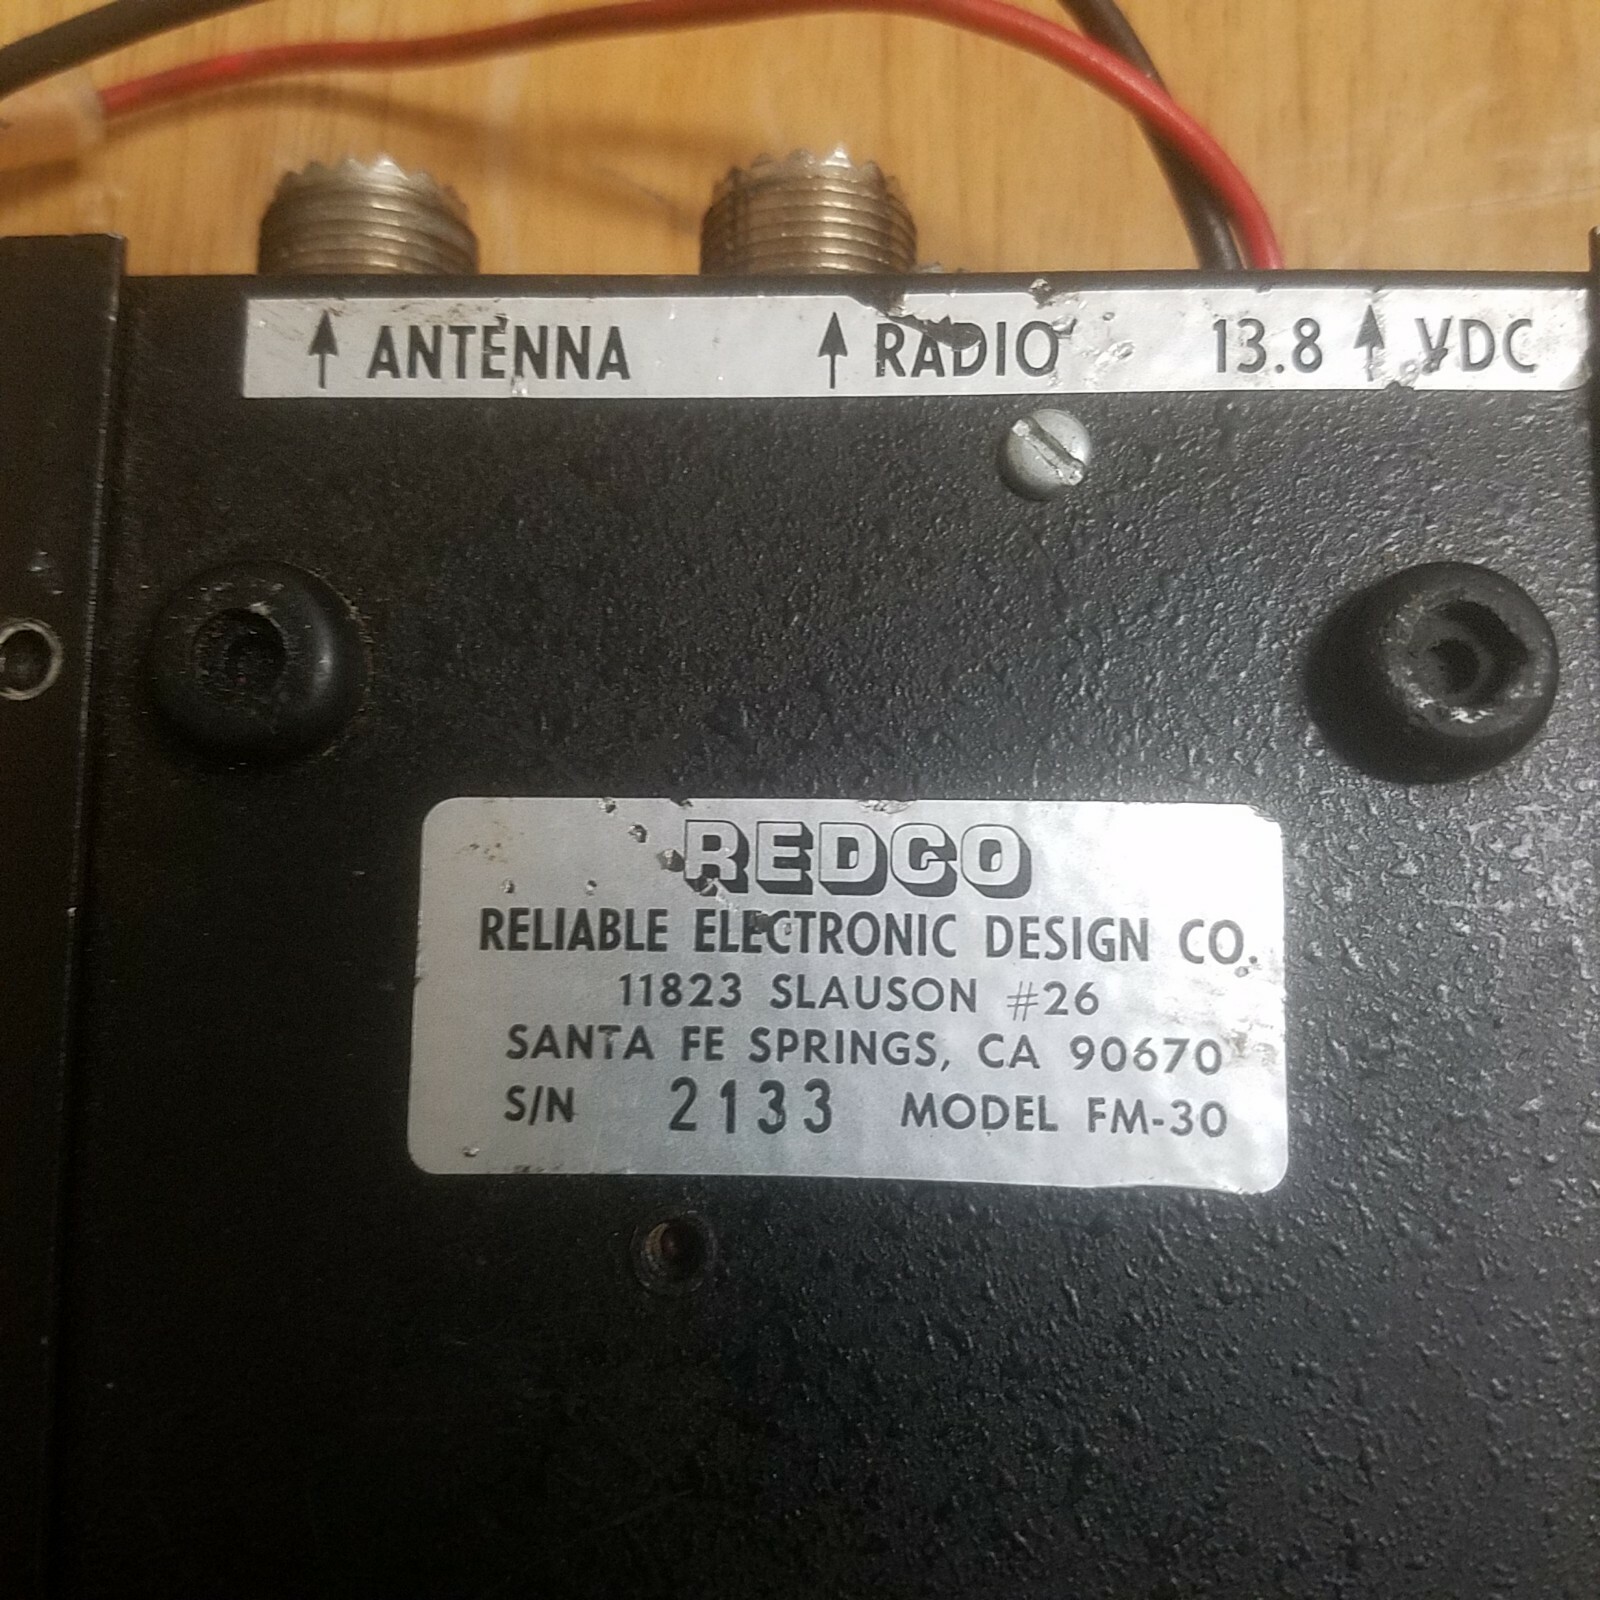 ↑ ANTENNA ↑ RADIO 13.8 ↑ VDC
REDCO
RELIABLE ELECTRONIC DESIGN CO.
11823 SLAUSON #26
SANTA FE SPRINGS, CA 90670
S/N 2133 MODEL FM-30